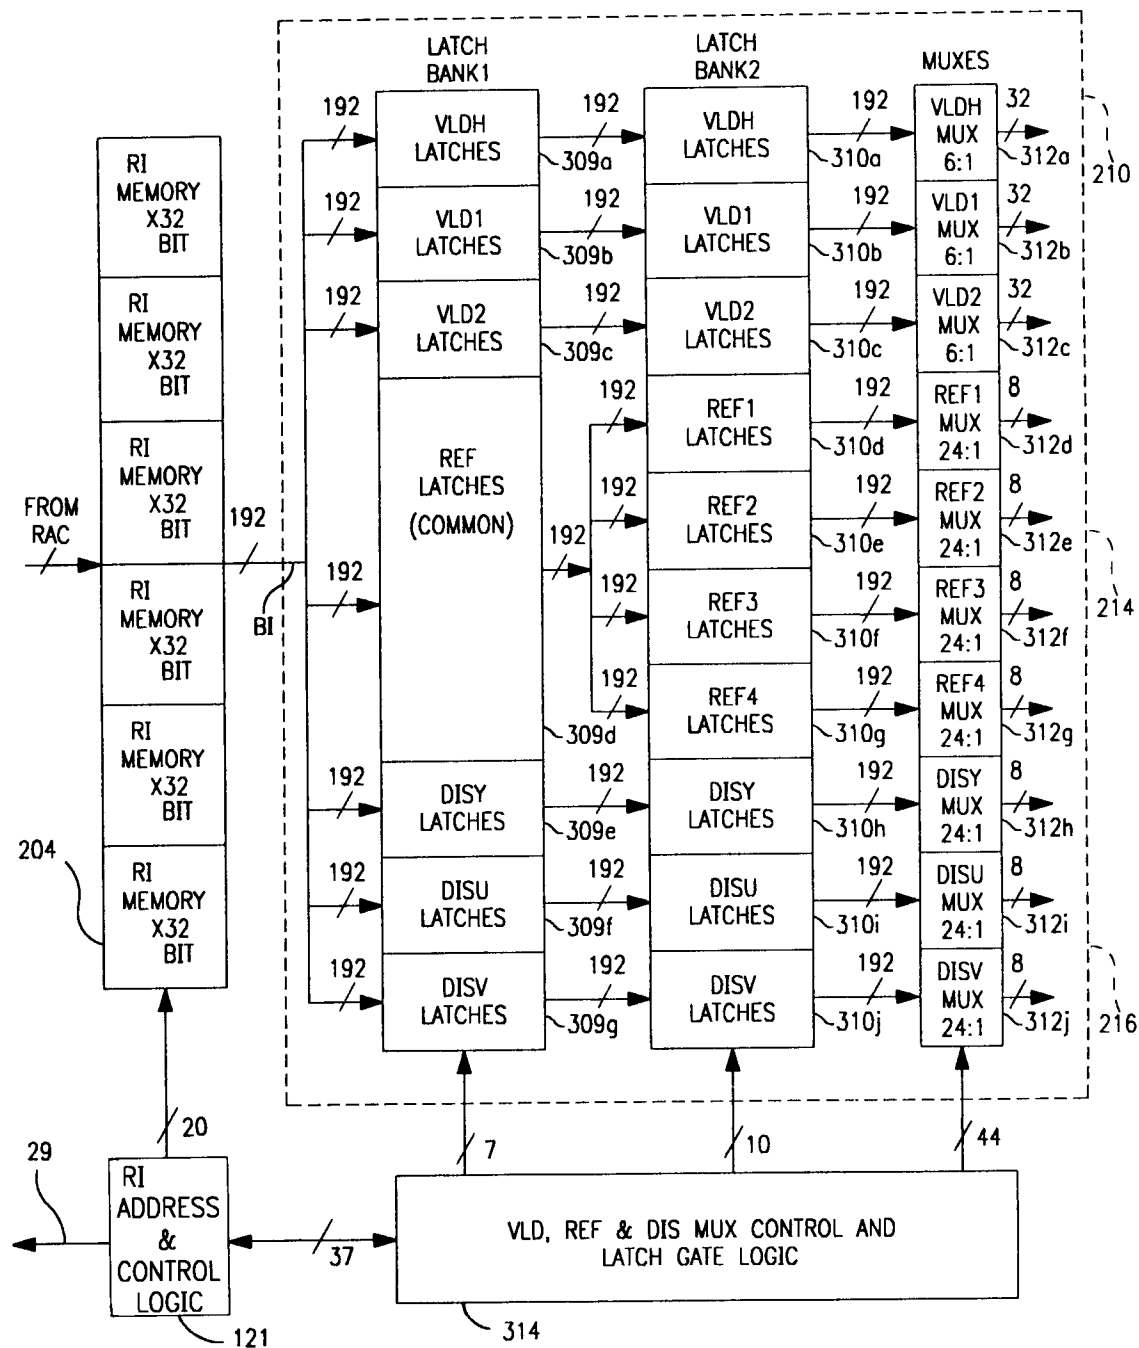 LATCH
BANK1
LATCH
BANK2
MUXES
RI
MEMORY
X32
BIT
RI
MEMORY
X32
BIT
RI
MEMORY
X32
BIT
RI
MEMORY
X32
BIT
RI
MEMORY
X32
BIT
RI
MEMORY
X32
BIT
FROM
RAC
192
BI
204
192
VLDH
LATCHES
192
309a
VLDH
LATCHES
192
310a
VLDH
MUX
6:1
32
312a
210
192
VLD1
LATCHES
192
309b
VLD1
LATCHES
192
310b
VLD1
MUX
6:1
32
312b
192
VLD2
LATCHES
192
309c
VLD2
LATCHES
192
310c
VLD2
MUX
6:1
32
312c
192
REF
LATCHES
(COMMON)
192
309d
192
REF1
LATCHES
192
310d
REF1
MUX
24:1
8
312d
192
REF2
LATCHES
192
310e
REF2
MUX
24:1
8
312e
214
192
REF3
LATCHES
192
310f
REF3
MUX
24:1
8
312f
192
REF4
LATCHES
192
310g
REF4
MUX
24:1
8
312g
192
DISY
LATCHES
192
309e
DISY
LATCHES
192
310h
DISY
MUX
24:1
8
312h
192
DISU
LATCHES
192
309f
DISU
LATCHES
192
310i
DISU
MUX
24:1
8
312i
192
DISV
LATCHES
192
309g
DISV
LATCHES
192
310j
DISV
MUX
24:1
8
312j
216
20
7
10
44
29
RI
ADDRESS
&
CONTROL
LOGIC
121
37
VLD, REF & DIS MUX CONTROL AND
LATCH GATE LOGIC
314